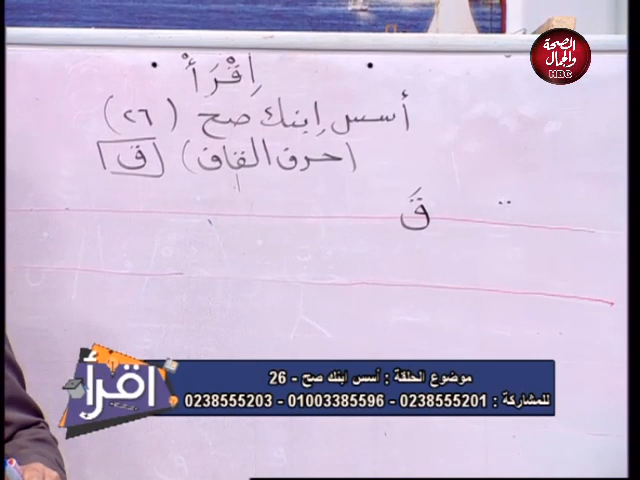 الصحة
والجمال
HBC
اِقْرَأْ
أسس اِبنك صح (٢٦)
(حرف القاف) ق
قَ
موضوع الحلقة : أسس ابنك صح - 26
للمشاركة : 0238555201 - 01003385596 - 0238555203
اقرأ